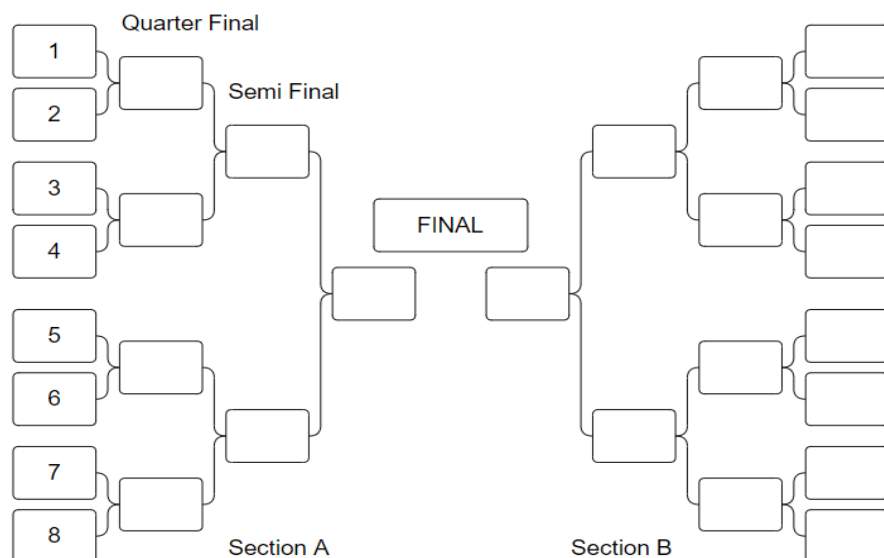 Quarter Final
1
2
Semi Final
3
4
FINAL
5
6
7
8
Section A
Section B